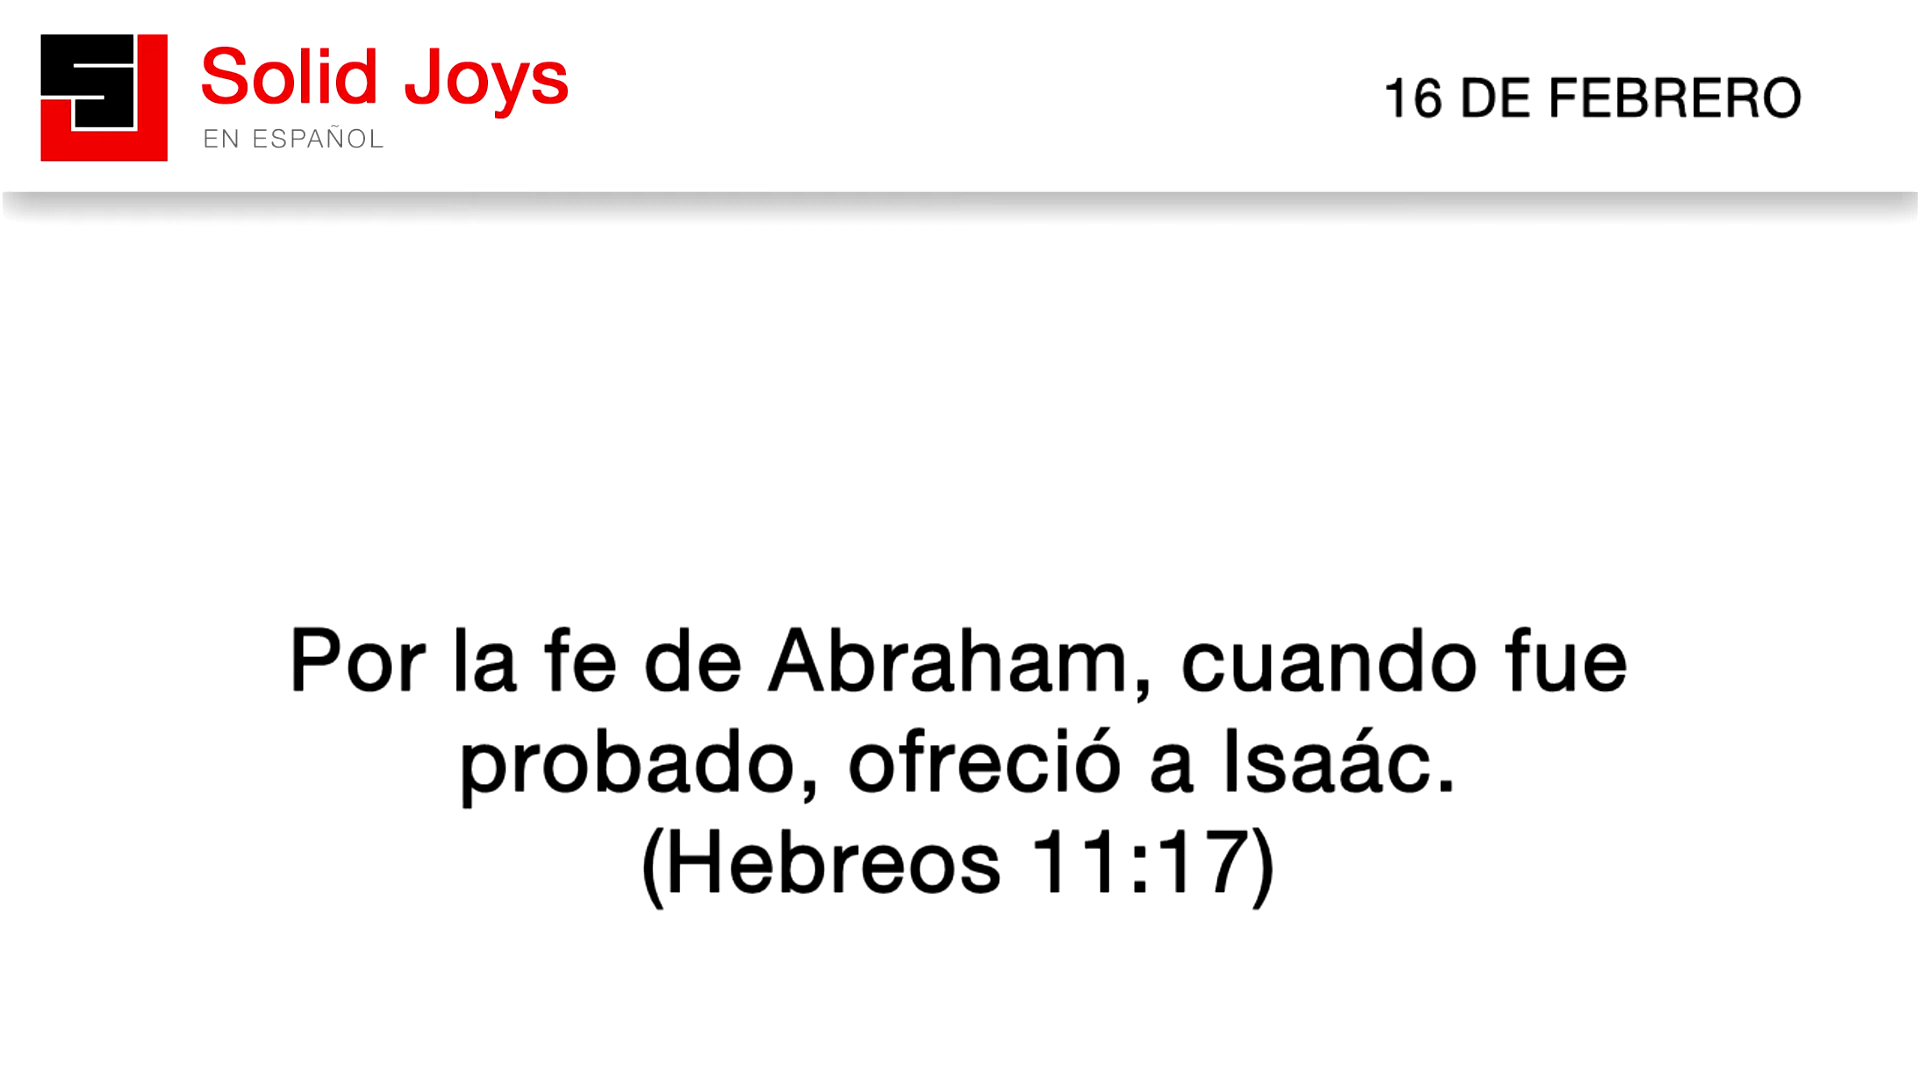 Solid Joys
EN ESPAÑOL
16 DE FEBRERO
Por la fe de Abraham, cuando fue
probado, ofreció a Isaác.
(Hebreos 11:17)